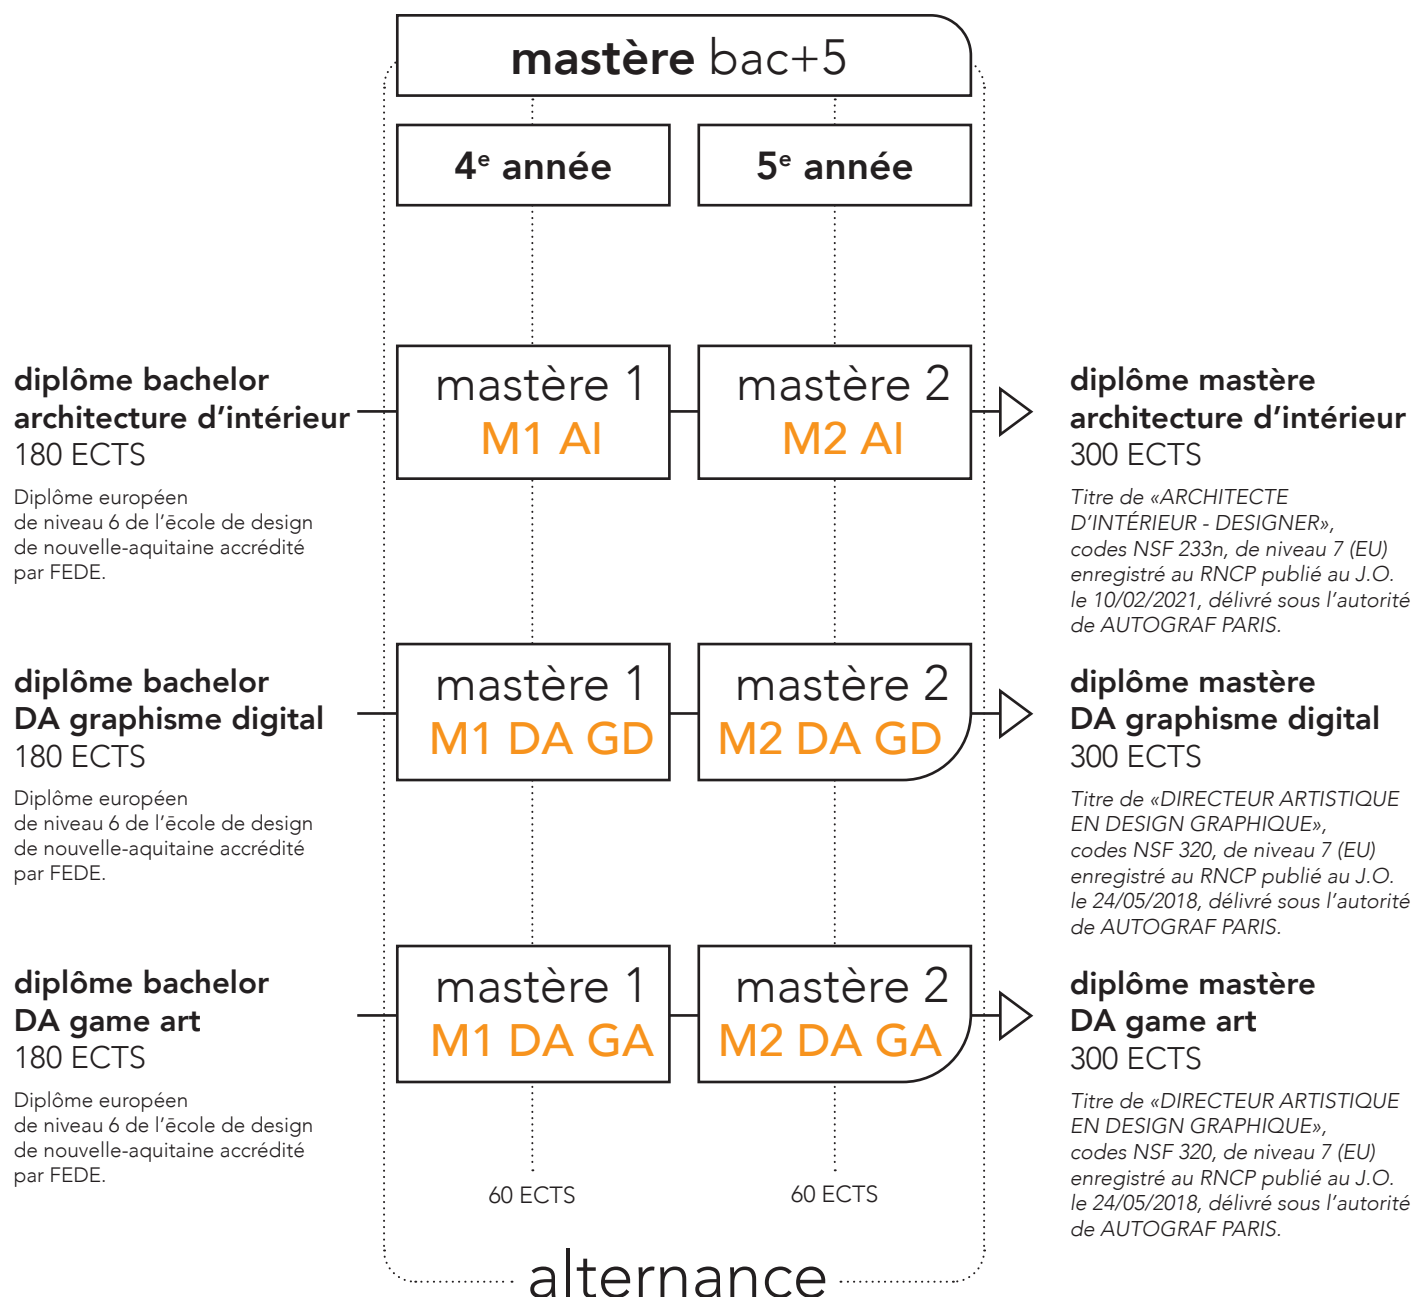 mastère bac+5
4e année
5e année
diplôme bachelor
architecture d'intérieur
180 ECTS
Diplôme européen
de niveau 6 de l'ēcole de design
de nouvelle-aquitaine accrédité
par FEDE.
mastère 1
M1 AI
mastère 2
M2 AI
diplôme mastère
architecture d'intérieur
300 ECTS
Titre de «ARCHITECTE
D'INTÉRIEUR - DESIGNER»,
codes NSF 233n, de niveau 7 (EU)
enregistré au RNCP publié au J.O.
le 10/02/2021, délivré sous l'autorité
de AUTOGRAF PARIS.
diplôme bachelor
DA graphisme digital
180 ECTS
Diplôme européen
de niveau 6 de l'ēcole de design
de nouvelle-aquitaine accrédité
par FEDE.
mastère 1
M1 DA GD
mastère 2
M2 DA GD
diplôme mastère
DA graphisme digital
300 ECTS
Titre de «DIRECTEUR ARTISTIQUE
EN DESIGN GRAPHIQUE»,
codes NSF 320, de niveau 7 (EU)
enregistré au RNCP publié au J.O.
le 24/05/2018, délivré sous l'autorité
de AUTOGRAF PARIS.
diplôme bachelor
DA game art
180 ECTS
Diplôme européen
de niveau 6 de l'ēcole de design
de nouvelle-aquitaine accrédité
par FEDE.
mastère 1
M1 DA GA
mastère 2
M2 DA GA
diplôme mastère
DA game art
300 ECTS
Titre de «DIRECTEUR ARTISTIQUE
EN DESIGN GRAPHIQUE»,
codes NSF 320, de niveau 7 (EU)
enregistré au RNCP publié au J.O.
le 24/05/2018, délivré sous l'autorité
de AUTOGRAF PARIS.
60 ECTS
60 ECTS
alternance